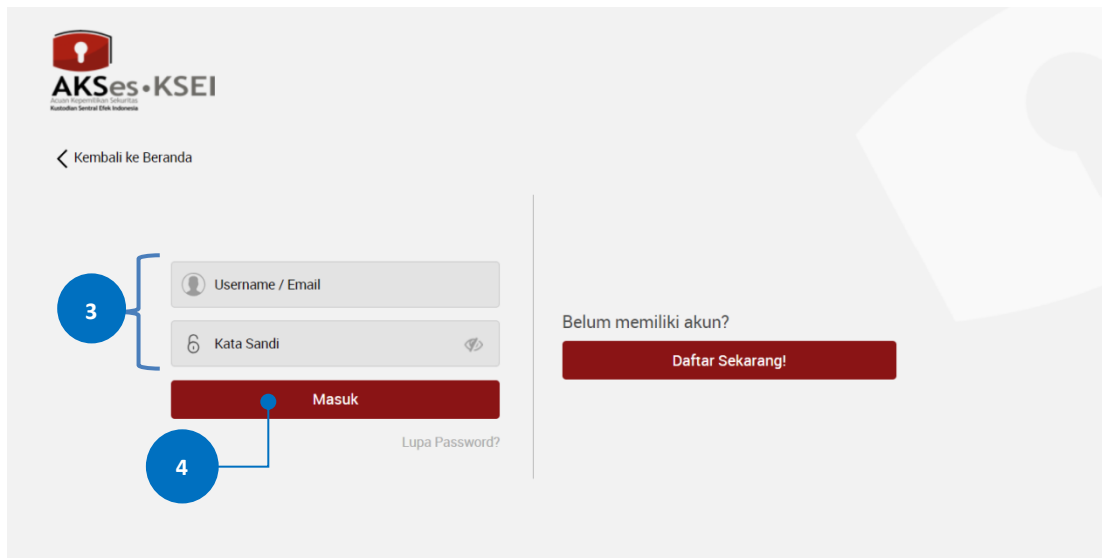 AKSes•KSEI
Acuan Kepemilikan Sekuritas
Kustodian Sentral Efek Indonesia
Kembali ke Beranda
3
Username / Email
Kata Sandi
Masuk
Lupa Password?
4
Belum memiliki akun?
Daftar Sekarang!